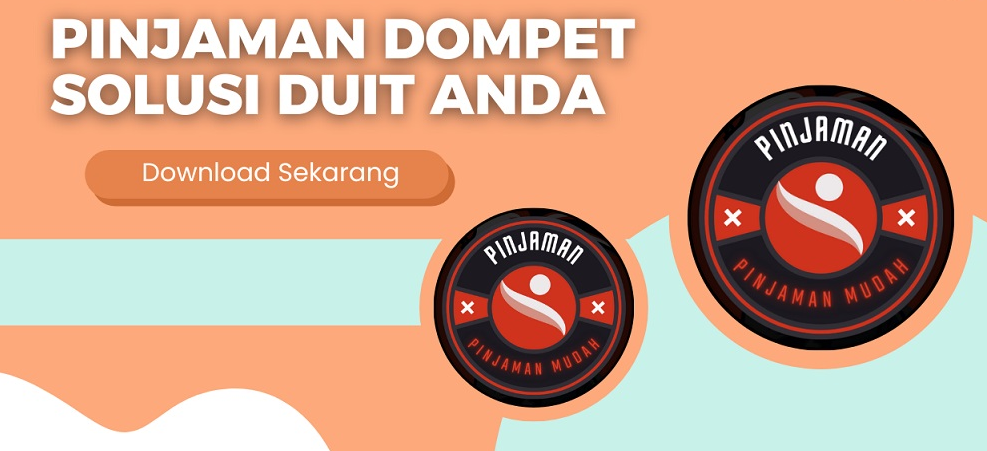 PINJAMAN DOMPET
SOLUSI DUIT ANDA
Download Sekarang
PINJAMAN
PINJAMAN MUDAH
PINJAMAN
PINJAMAN MUDAH